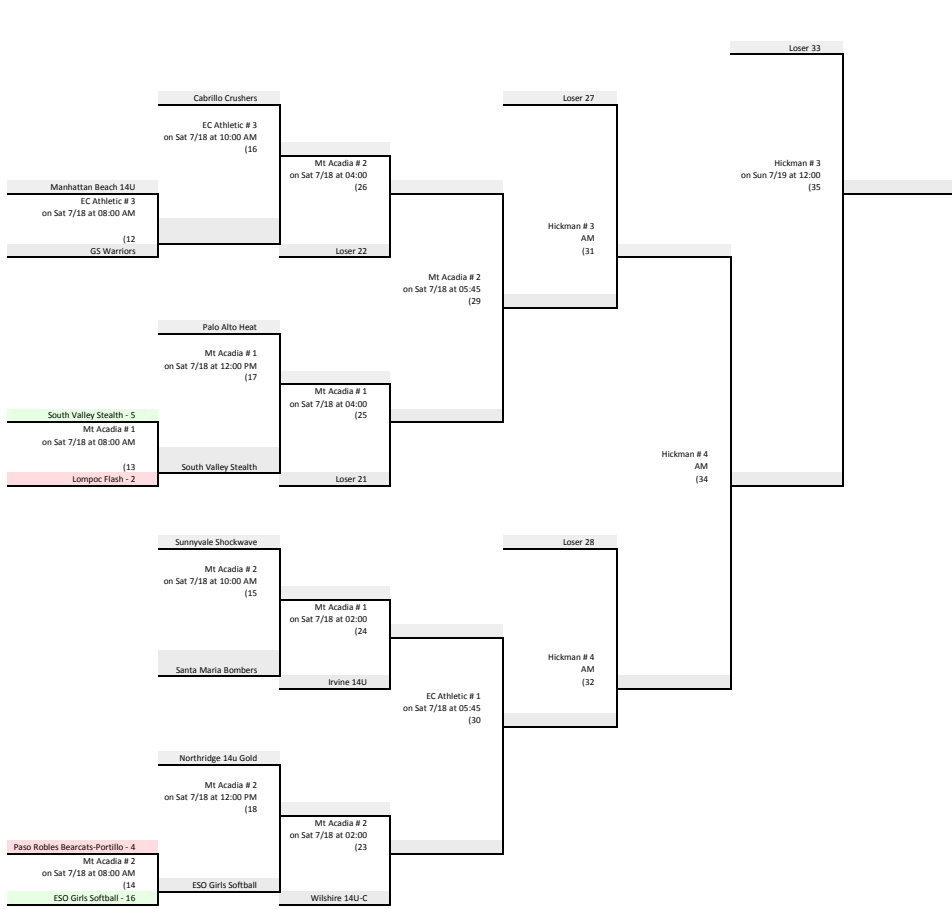 Loser 33
Cabrillo Crushers
Loser 27
EC Athletic # 3
on Sat 7/18 at 10:00 AM
(16
Mt Acadia # 2
on Sat 7/18 at 04:00
(26
Hickman # 3
on Sun 7/19 at 12:00
(35
Manhattan Beach 14U
EC Athletic # 3
on Sat 7/18 at 08:00 AM
(12
GS Warriors
Loser 22
Hickman # 3
AM
(31
Mt Acadia # 2
on Sat 7/18 at 05:45
(29
Palo Alto Heat
Mt Acadia # 1
on Sat 7/18 at 12:00 PM
(17
Mt Acadia # 1
on Sat 7/18 at 04:00
(25
South Valley Stealth - 5
Mt Acadia # 1
on Sat 7/18 at 08:00 AM
(13
South Valley Stealth
Lompoc Flash - 2
Loser 21
Hickman # 4
AM
(34
Sunnyvale Shockwave
Loser 28
Mt Acadia # 2
on Sat 7/18 at 10:00 AM
(15
Mt Acadia # 1
on Sat 7/18 at 02:00
(24
Santa Maria Bombers
Irvine 14U
Hickman # 4
AM
(32
EC Athletic # 1
on Sat 7/18 at 05:45
(30
Northridge 14u Gold
Mt Acadia # 2
on Sat 7/18 at 12:00 PM
(18
Mt Acadia # 2
on Sat 7/18 at 02:00
(23
Paso Robles Bearcats-Portillo - 4
Mt Acadia # 2
on Sat 7/18 at 08:00 AM
(14
ESO Girls Softball
ESO Girls Softball - 16
Wilshire 14U-C